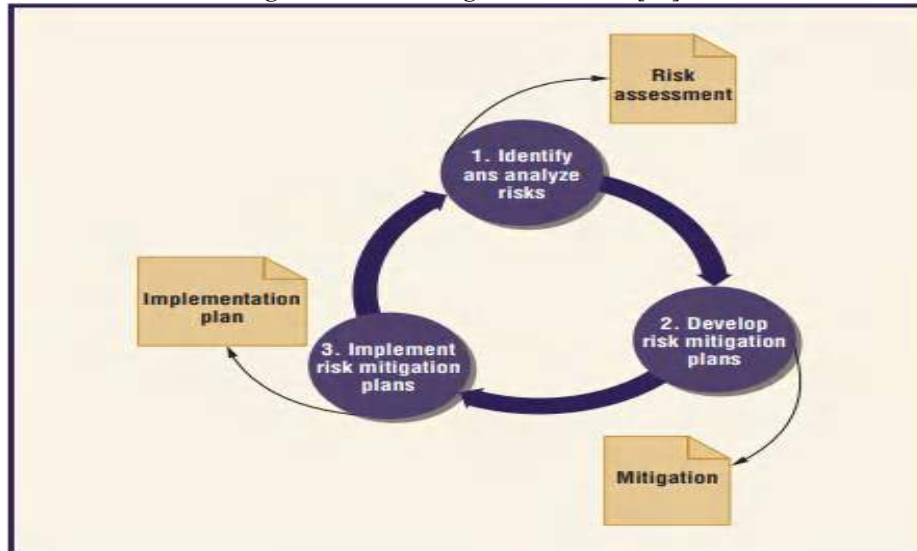 Risk
assessment
1. Identify
ans analyze
risks
2. Develop
risk mitigation
plans
Mitigation
3. Implement
risk mitigation
plans
Implementation
plan